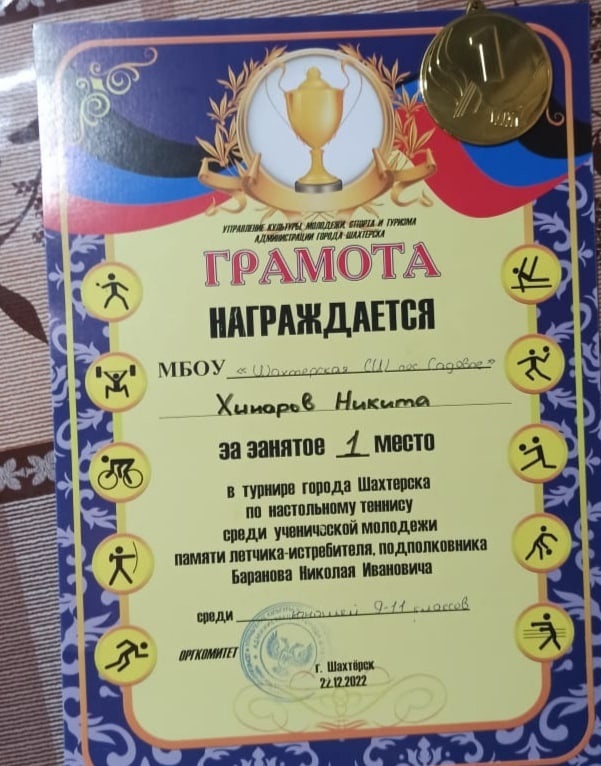 1
УПРАВЛЕНИЕ КУЛЬТУРЫ, МОЛОДЕЖИ, СПОРТА И ТУРИЗМА
АДМИНИСТРАЦИИ ГОРОДА ШАХТЕРСКА
ГРАМОТА
НАГРАЖДАЕТСЯ
МБОУ «Шахтерская СШ пос Садовое»
Никита
за занятое 1 место
в турнире города Шахтерска
по настольному теннису
среди ученической молодежи
памяти летчика-истребителя, подполковника
Баранова Николая Ивановича
среди юношей 9-11 классов
ОРГКОМИТЕТ
г. Шахтёрск
22.12.2022